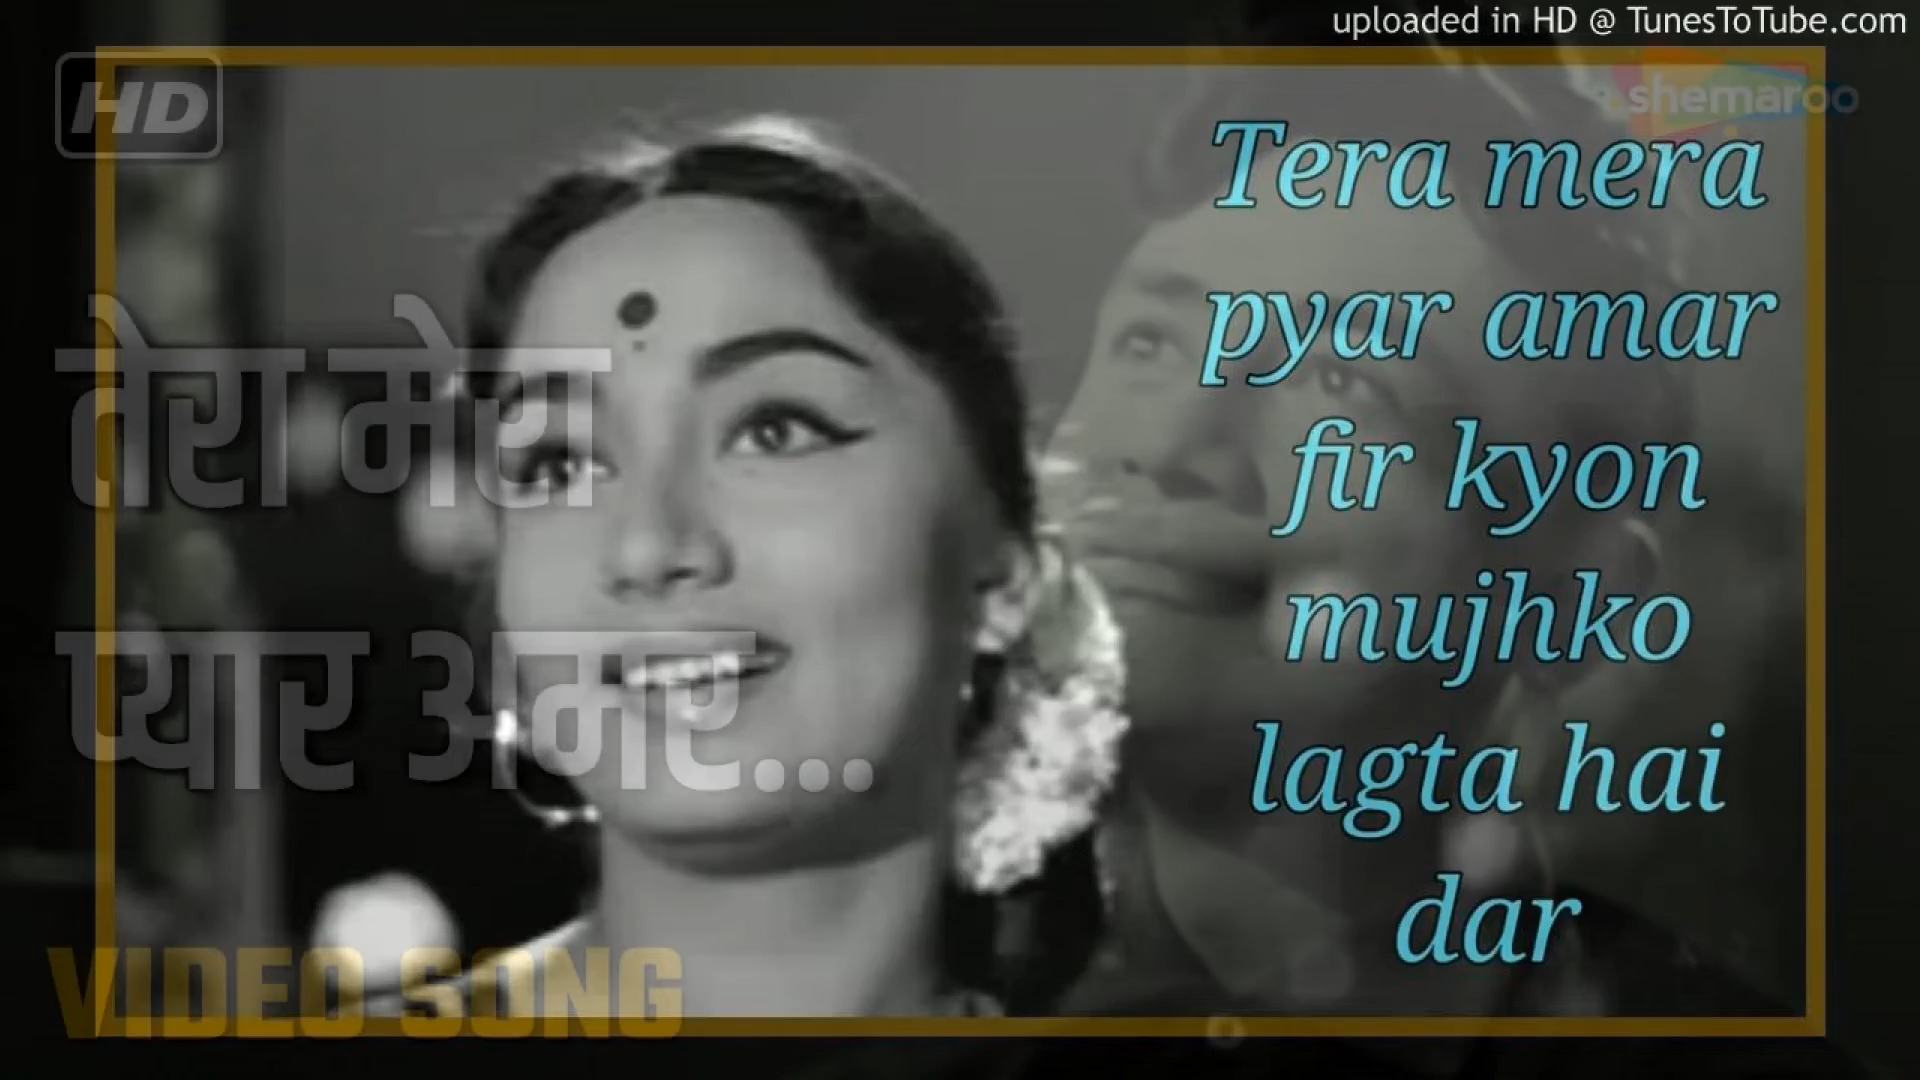 uploaded in HD @ TunesToTube.com
HD
shemaroo
Tera mera
pyar amar
fir kyon
mujhko
lagta hai
dar
तेरा मेरा
प्यार अमर...
VIDEO SONG